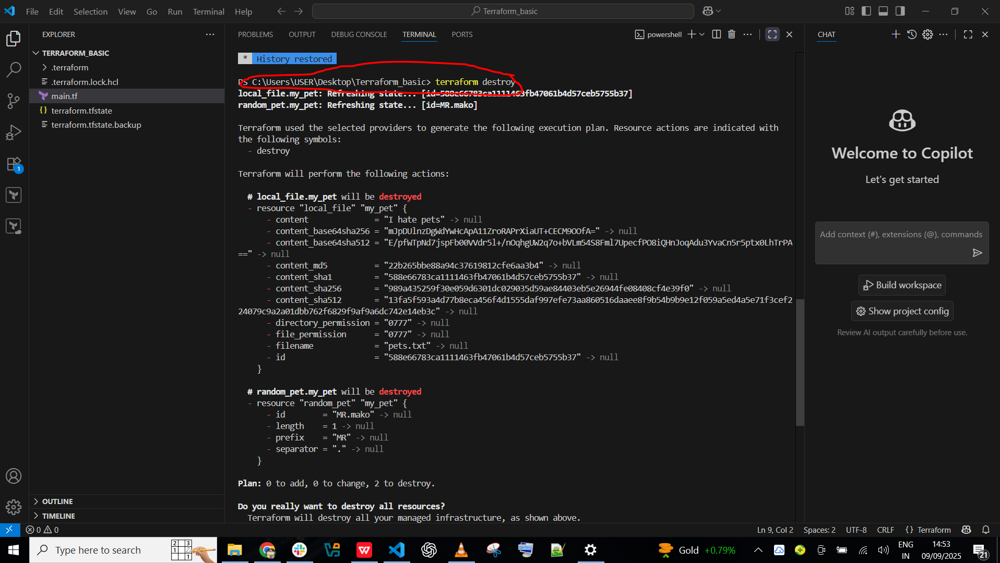 File Edit Selection View Go Run Terminal Help
Terraform_basic
EXPLORER
TERRAFORM_BASIC
.terraform
.terraform.lock.hcl
main.tf
{} terraform.tfstate
terraform.tfstate.backup
1
OUTLINE
TIMELINE
PROBLEMS OUTPUT DEBUG CONSOLE TERMINAL PORTS
powershell
* History restored
PS C:\Users\USER\Desktop\Terraform_basic> terraform destroy
local_file.my_pet: Refreshing state... [id=588e66783ca1111463fb47061b4d57ceb5755b37]
random_pet.my_pet: Refreshing state... [id=MR.mako]
Terraform used the selected providers to generate the following execution plan. Resource actions are indicated with
the following symbols:
- destroy
Terraform will perform the following actions:
# local_file.my_pet will be destroyed
- resource "local_file" "my_pet" {
- content = "I hate pets" -> null
- content_base64sha256 = "mJpDUlnzDgWdYwHcApA11ZroRAPrXiaUT+CECM9OOfA=" -> null
- content_base64sha512 = "E/pfWTpNd7jspFb00VVdr5l+/nOqhgUW2q7o+bVLm54S8Fml7UpecfPO8iQHnJoqAdu3YvaCn5r5ptx0LhTrPA
==" -> null
- content_md5 = "22b265bbe88a94c37619812cfe6aa3b4" -> null
- content_sha1 = "588e66783ca1111463fb47061b4d57ceb5755b37" -> null
- content_sha256 = "989a435259f30e059d6301dc029035d59ae84403eb5e26944fe08408cf4e39f0" -> null
- content_sha512 = "13fa5f593a4d77b8eca456f4d1555daf997efe73aa860516daaee8f9b54b9b9e12f059a5ed4a5e71f3cef2
24079c9a2a01dbb762f6829f9af9a6dc742e14eb3c" -> null
- directory_permission = "0777" -> null
- file_permission = "0777" -> null
- filename = "pets.txt" -> null
- id = "588e66783ca1111463fb47061b4d57ceb5755b37" -> null
}
# random_pet.my_pet will be destroyed
- resource "random_pet" "my_pet" {
- id = "MR.mako" -> null
- length = 1 -> null
- prefix = "MR" -> null
- separator = "." -> null
}
Plan: 0 to add, 0 to change, 2 to destroy.
Do you really want to destroy all resources?
Terraform will destroy all your managed infrastructure, as shown above.
CHAT
Welcome to Copilot
Let's get started
Add context (#), extensions (@), commands
Build workspace
Show project config
Review AI output carefully before use.
0 0
Ln 9, Col 2 Spaces: 2 UTF-8 CRLF {} Terraform
Type here to search
Gold +0.79%
ENG
IN
14:53
09/09/2025
21